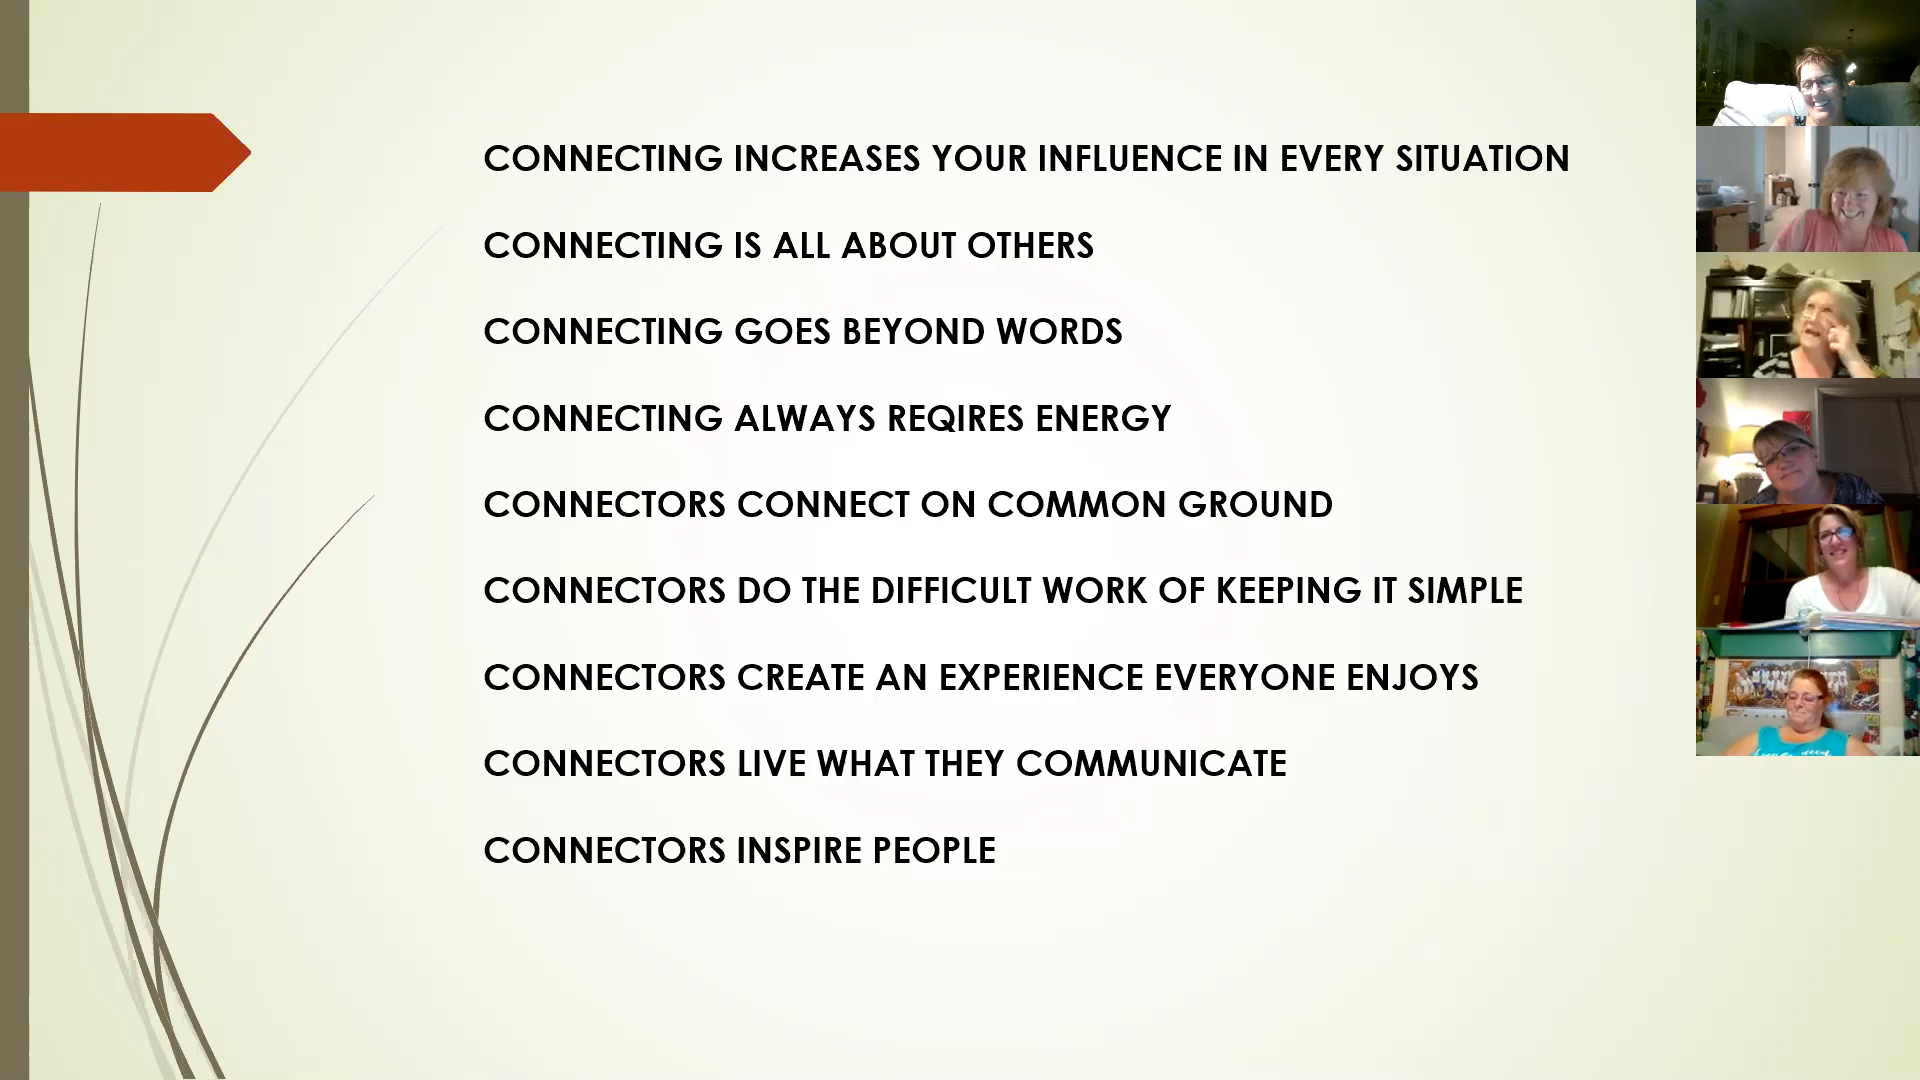 CONNECTING INCREASES YOUR INFLUENCE IN EVERY SITUATION
CONNECTING IS ALL ABOUT OTHERS
CONNECTING GOES BEYOND WORDS
CONNECTING ALWAYS REQIRES ENERGY
CONNECTORS CONNECT ON COMMON GROUND
CONNECTORS DO THE DIFFICULT WORK OF KEEPING IT SIMPLE
CONNECTORS CREATE AN EXPERIENCE EVERYONE ENJOYS
CONNECTORS LIVE WHAT THEY COMMUNICATE
CONNECTORS INSPIRE PEOPLE